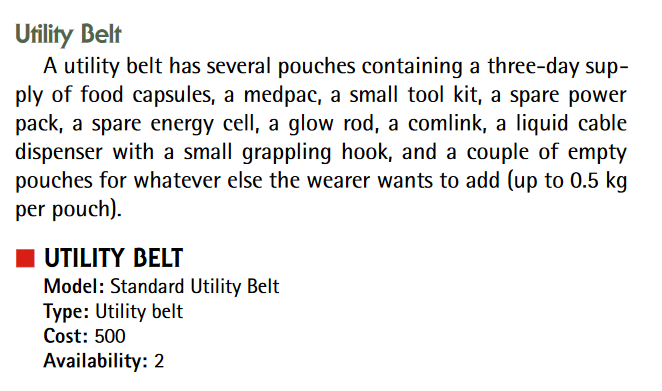 Utility Belt
A utility belt has several pouches containing a three-day sup-
ply of food capsules, a medpac, a small tool kit, a spare power
pack, a spare energy cell, a glow rod, a comlink, a liquid cable
dispenser with a small grappling hook, and a couple of empty
pouches for whatever else the wearer wants to add (up to 0.5 kg
per pouch).
UTILITY BELT
Model: Standard Utility Belt
Type: Utility belt
Cost: 500
Availability: 2